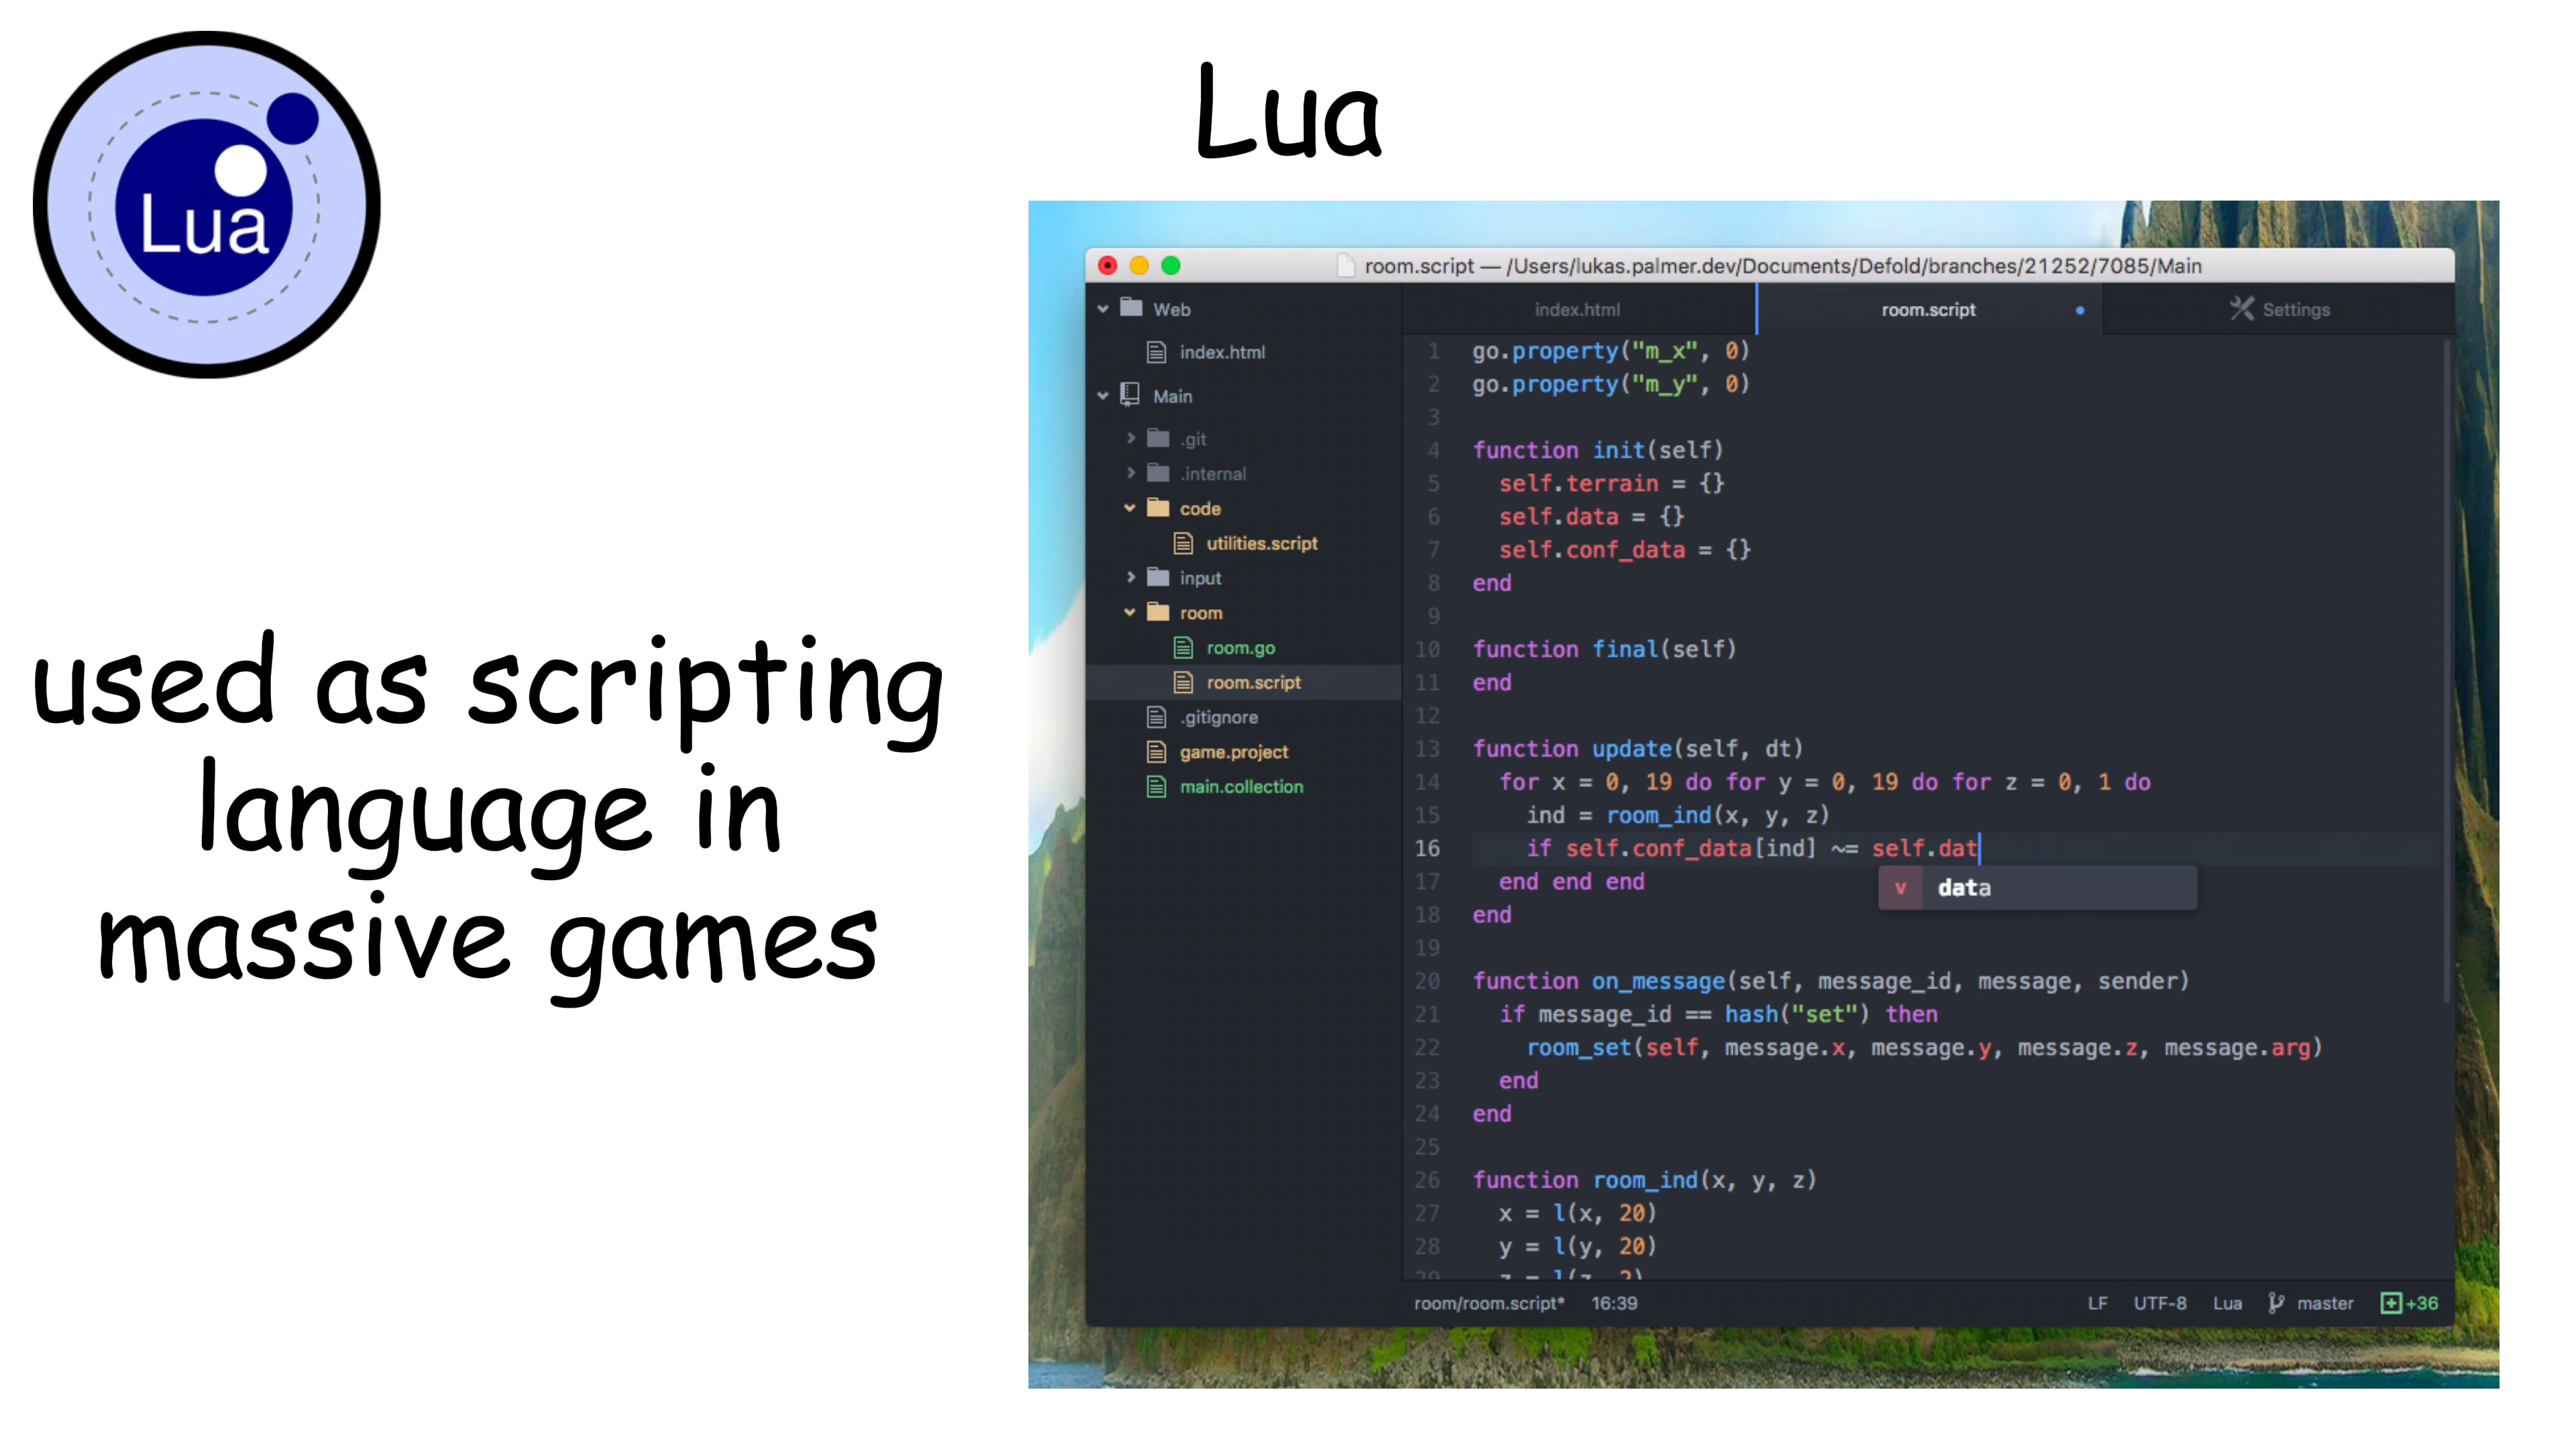 Lua
Lua
used as scripting
language in
massive games
room.script — /Users/lukas.palmer.dev/Documents/Defold/branches/21252/7085/Main
Web
index.html
Main
.git
.internal
code
utilities.script
input
room
room.go
room.script
.gitignore
game.project
main.collection
index.html room.script Settings
1 go.property("m_x", 0)
2 go.property("m_y", 0)
3
4 function init(self)
5 self.terrain = {}
6 self.data = {}
7 self.conf_data = {}
8 end
9
10 function final(self)
11 end
12
13 function update(self, dt)
14 for x = 0, 19 do for y = 0, 19 do for z = 0, 1 do
15 ind = room_ind(x, y, z)
16 if self.conf_data[ind] ~= self.dat
v data
17 end end end
18 end
19
20 function on_message(self, message_id, message, sender)
21 if message_id == hash("set") then
22 room_set(self, message.x, message.y, message.z, message.arg)
23 end
24 end
25
26 function room_ind(x, y, z)
27 x = l(x, 20)
28 y = l(y, 20)
29 z = l(z, 2)
room/room.script* 16:39 LF UTF-8 Lua master +36